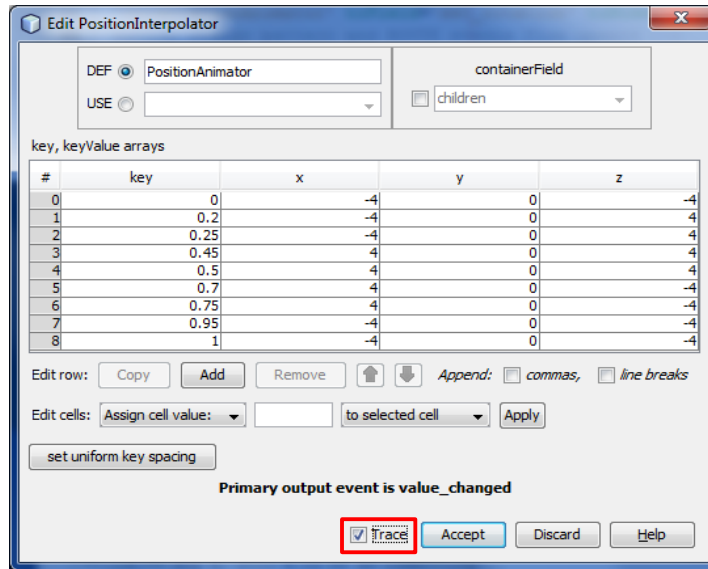 Edit PositionInterpolator
DEF PositionAnimator
USE
containerField
children
key, keyValue arrays
# key x y z
0 0 -4 0 -4
1 0.2 -4 0 4
2 0.25 -4 0 4
3 0.45 4 0 4
4 0.5 4 0 4
5 0.7 4 0 -4
6 0.75 4 0 -4
7 0.95 -4 0 -4
8 1 -4 0 -4
Edit row: Copy Add Remove Append: commas, line breaks
Edit cells: Assign cell value: to selected cell Apply
set uniform key spacing
Primary output event is value_changed
Trace Accept Discard Help